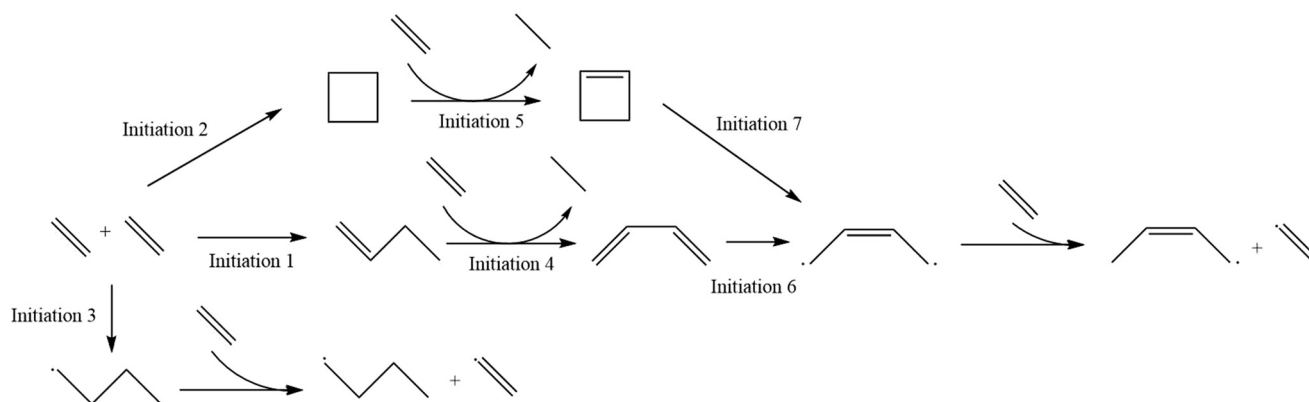 Initiation 5
Initiation 2
Initiation 7
+
Initiation 1
Initiation 4
Initiation 6
+
Initiation 3
+